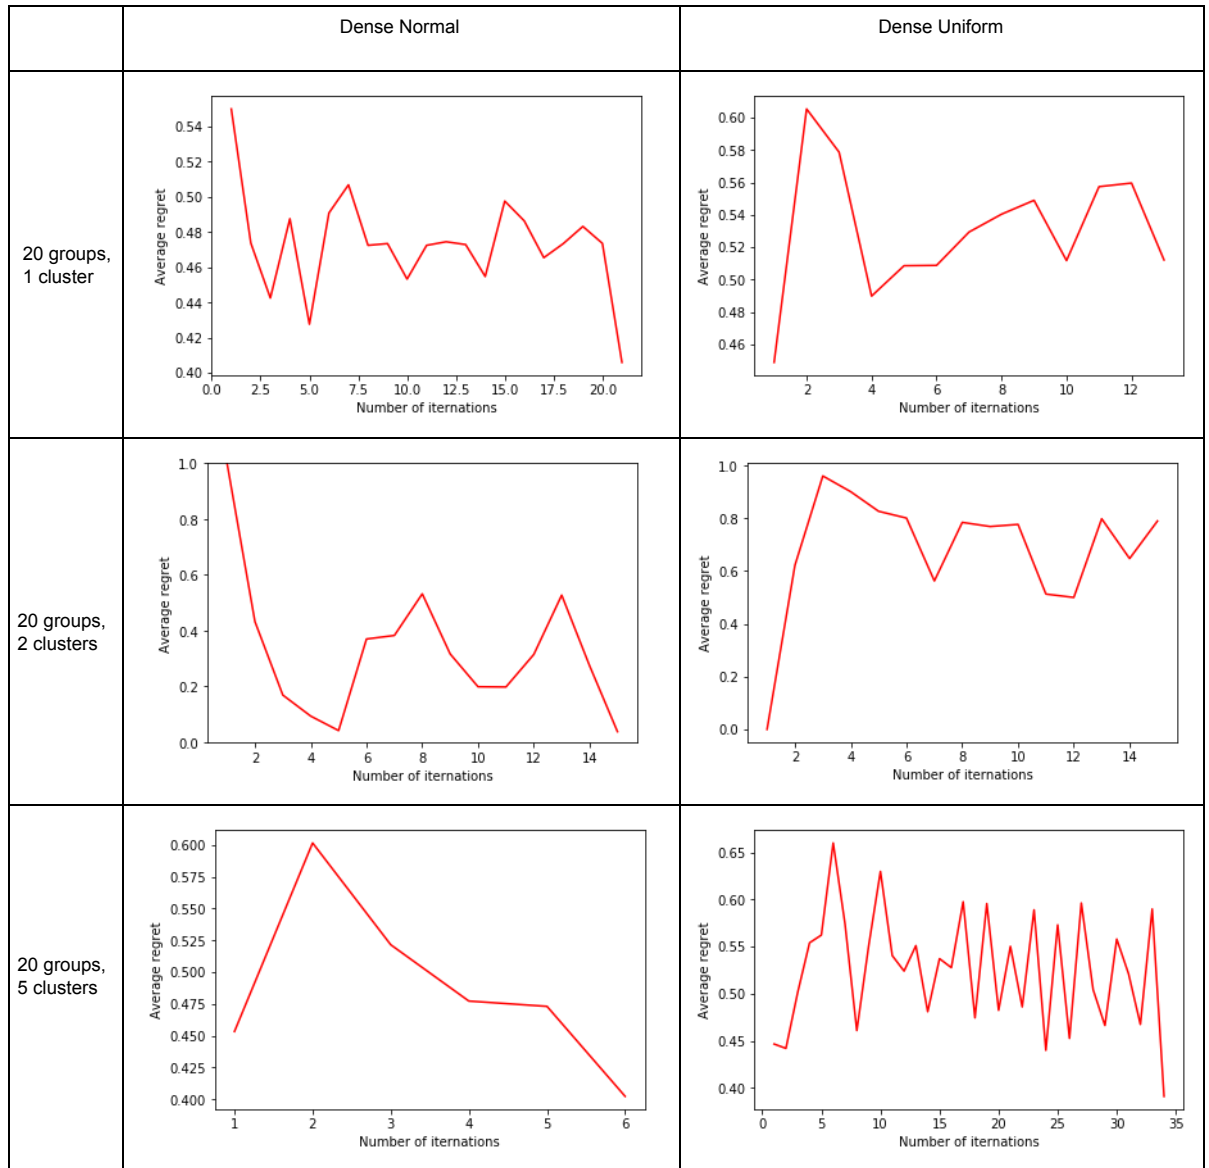 Dense Normal
Dense Uniform
20 groups,
1 cluster
0.54
0.52
0.50
0.48
0.46
0.44
0.42
0.40
Average regret
0.0 2.5 5.0 7.5 10.0 12.5 15.0 17.5 20.0
Number of iternations
0.60
0.58
0.56
0.54
0.52
0.50
0.48
0.46
Average regret
2 4 6 8 10 12
Number of iternations
20 groups,
2 clusters
1.0
0.8
0.6
0.4
0.2
0.0
Average regret
2 4 6 8 10 12 14
Number of iternations
1.0
0.8
0.6
0.4
0.2
0.0
Average regret
2 4 6 8 10 12 14
Number of iternations
20 groups,
5 clusters
0.600
0.575
0.550
0.525
0.500
0.475
0.450
0.425
0.400
Average regret
1 2 3 4 5 6
Number of iternations
0.65
0.60
0.55
0.50
0.45
0.40
Average regret
0 5 10 15 20 25 30 35
Number of iternations